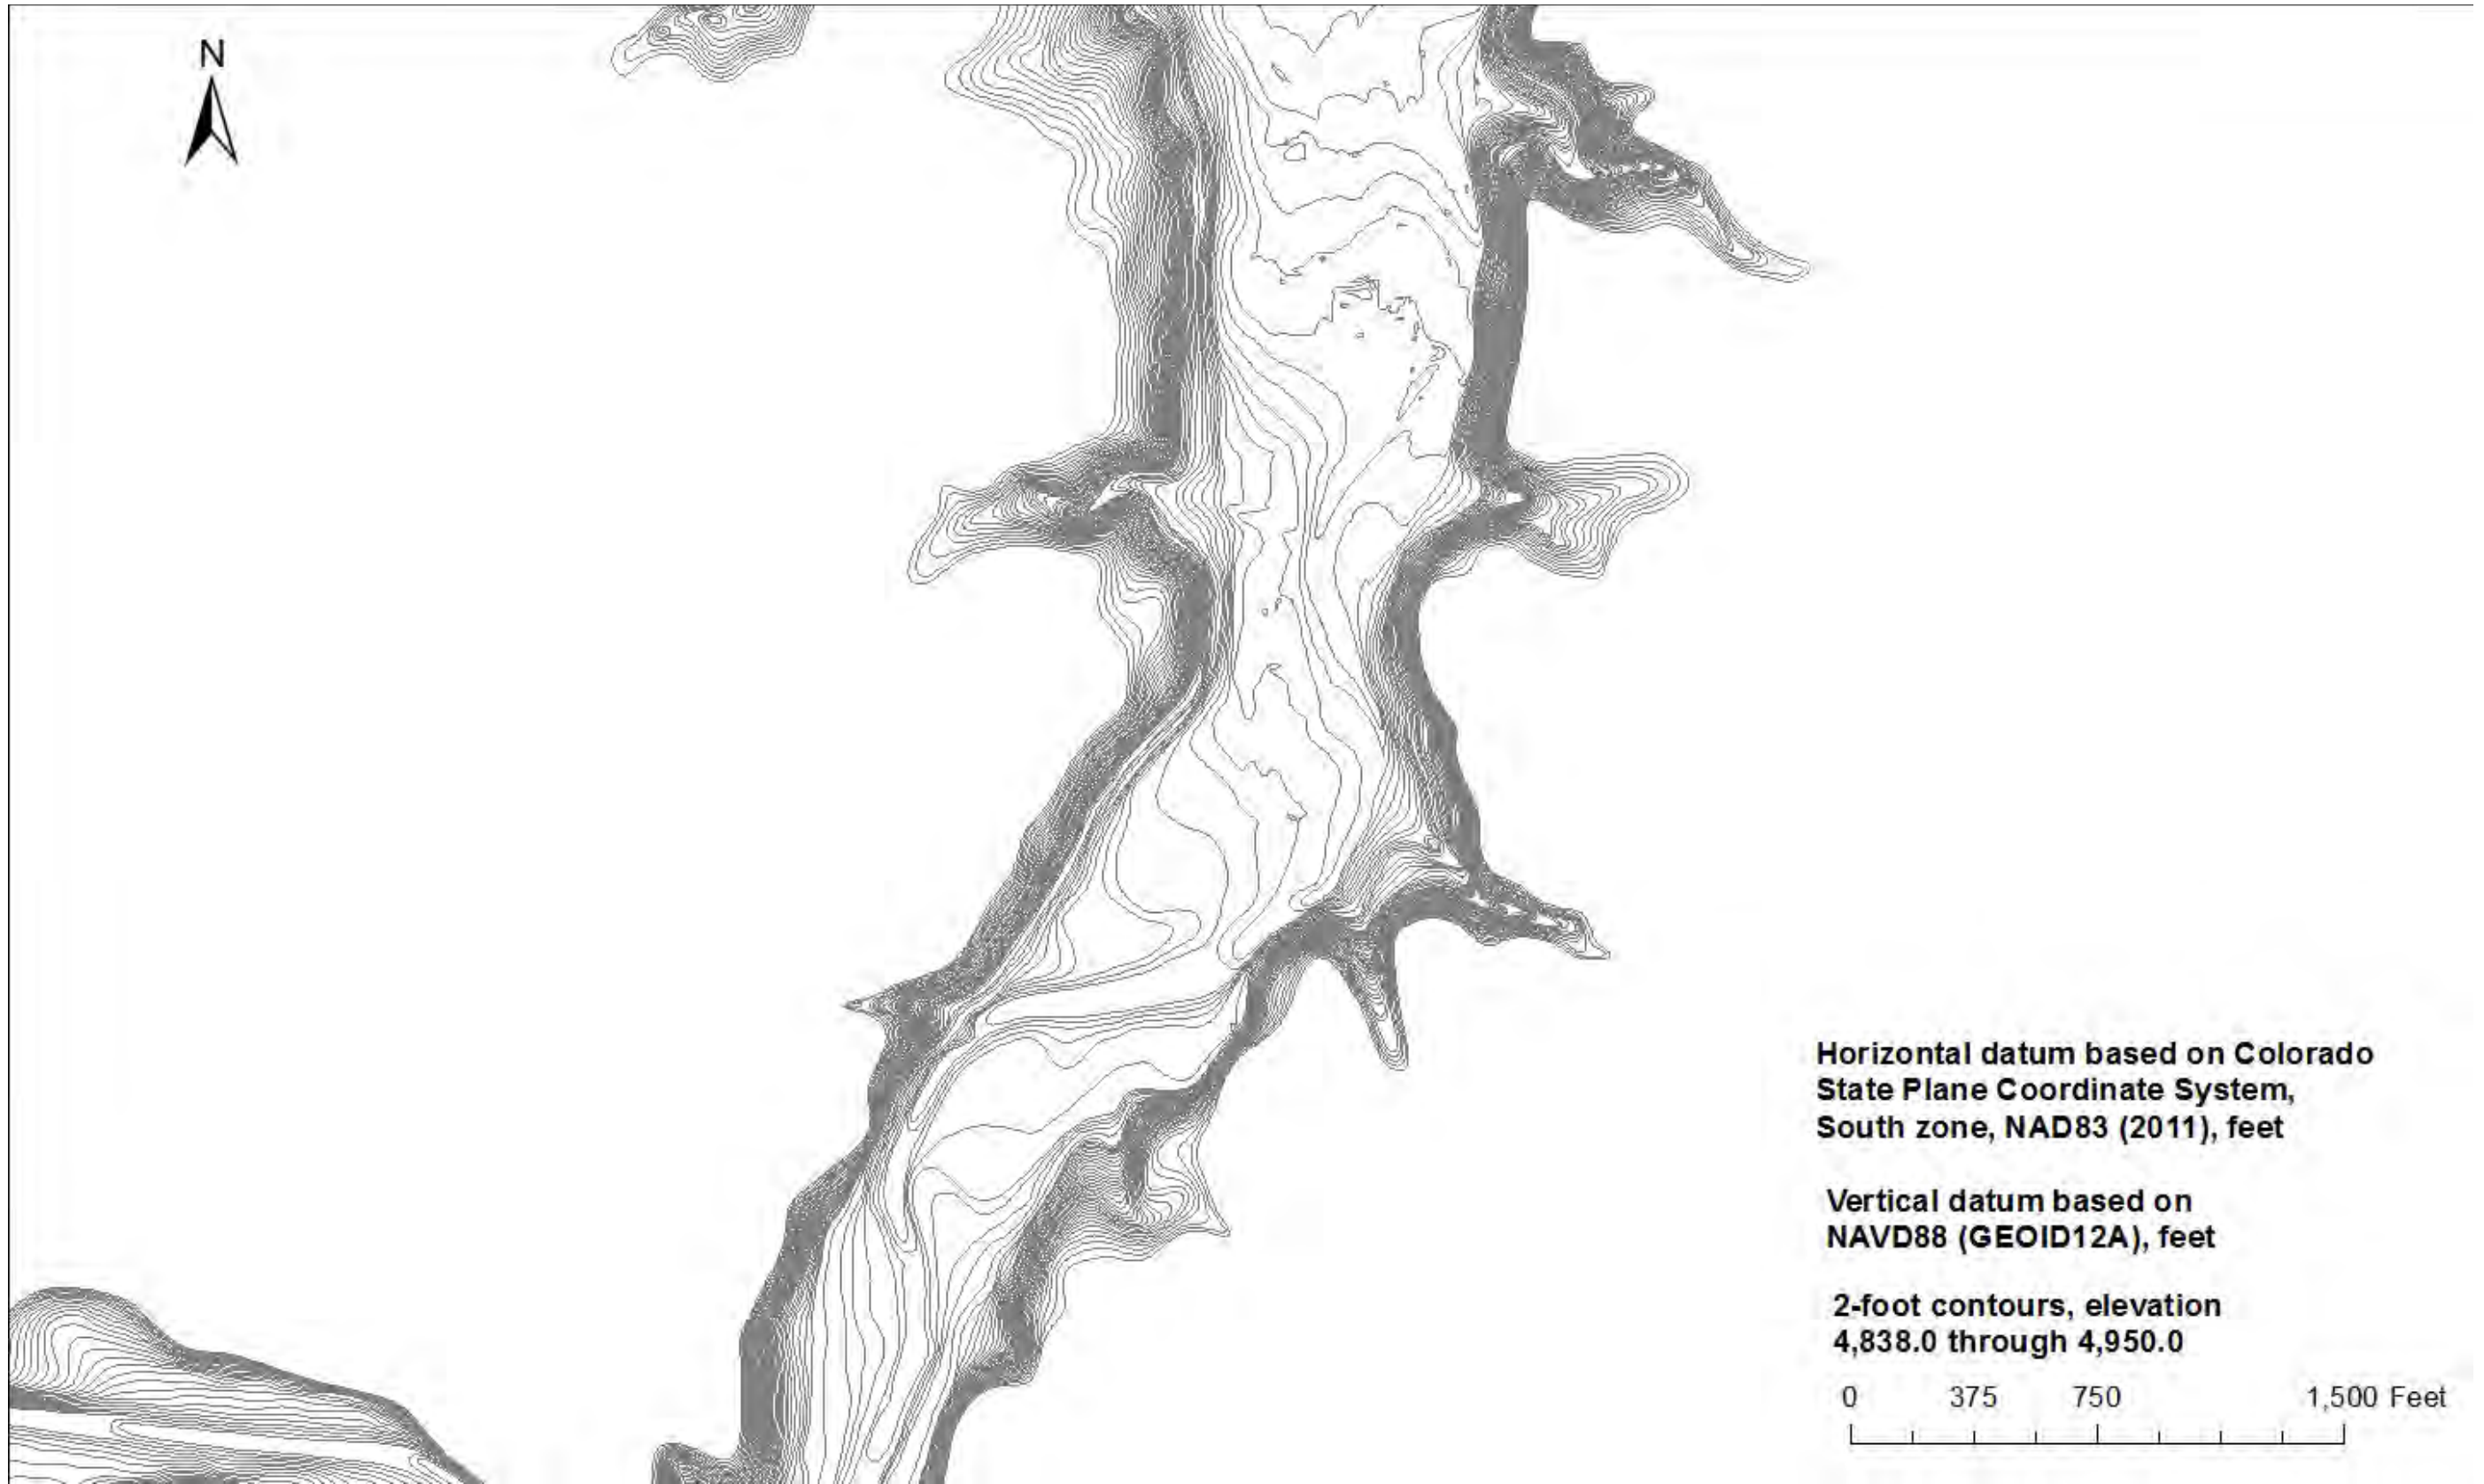 N
Horizontal datum based on Colorado
State Plane Coordinate System,
South zone, NAD83 (2011), feet
Vertical datum based on
NAVD88 (GEOID12A), feet
2-foot contours, elevation
4,838.0 through 4,950.0
0 375 750 1,500 Feet